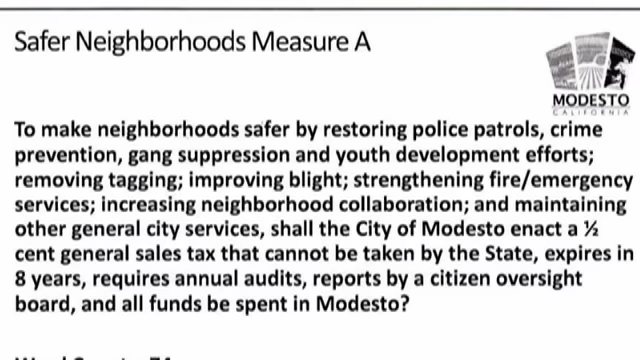 Safer Neighborhoods Measure A
MODESTO
CALIFORNIA
To make neighborhoods safer by restoring police patrols, crime
prevention, gang suppression and youth development efforts;
removing tagging; improving blight; strengthening fire/emergency
services; increasing neighborhood collaboration; and maintaining
other general city services, shall the City of Modesto enact a ½
cent general sales tax that cannot be taken by the State, expires in
8 years, requires annual audits, reports by a citizen oversight
board, and all funds be spent in Modesto?